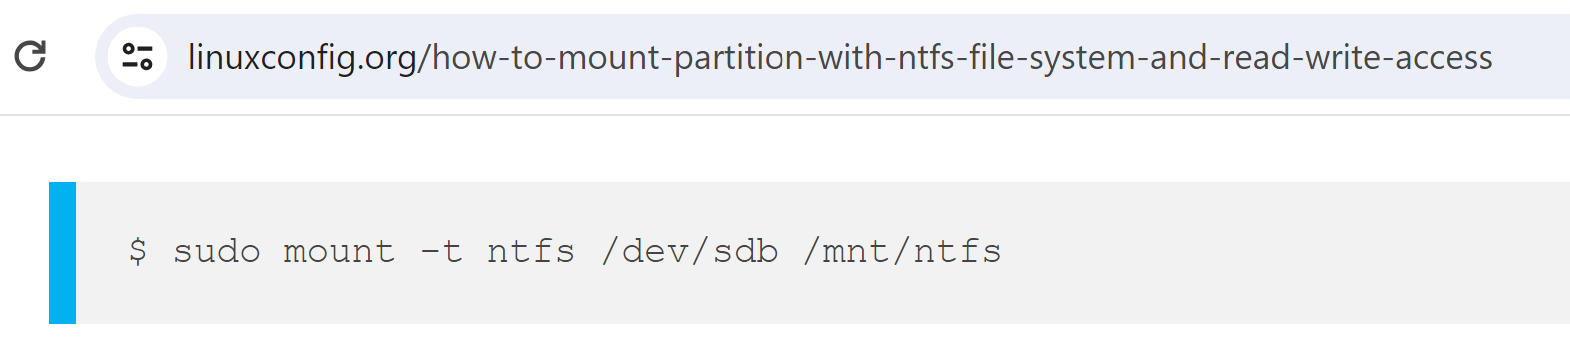 linuxconfig.org/how-to-mount-partition-with-ntfs-file-system-and-read-write-access
$ sudo mount -t ntfs /dev/sdb /mnt/ntfs